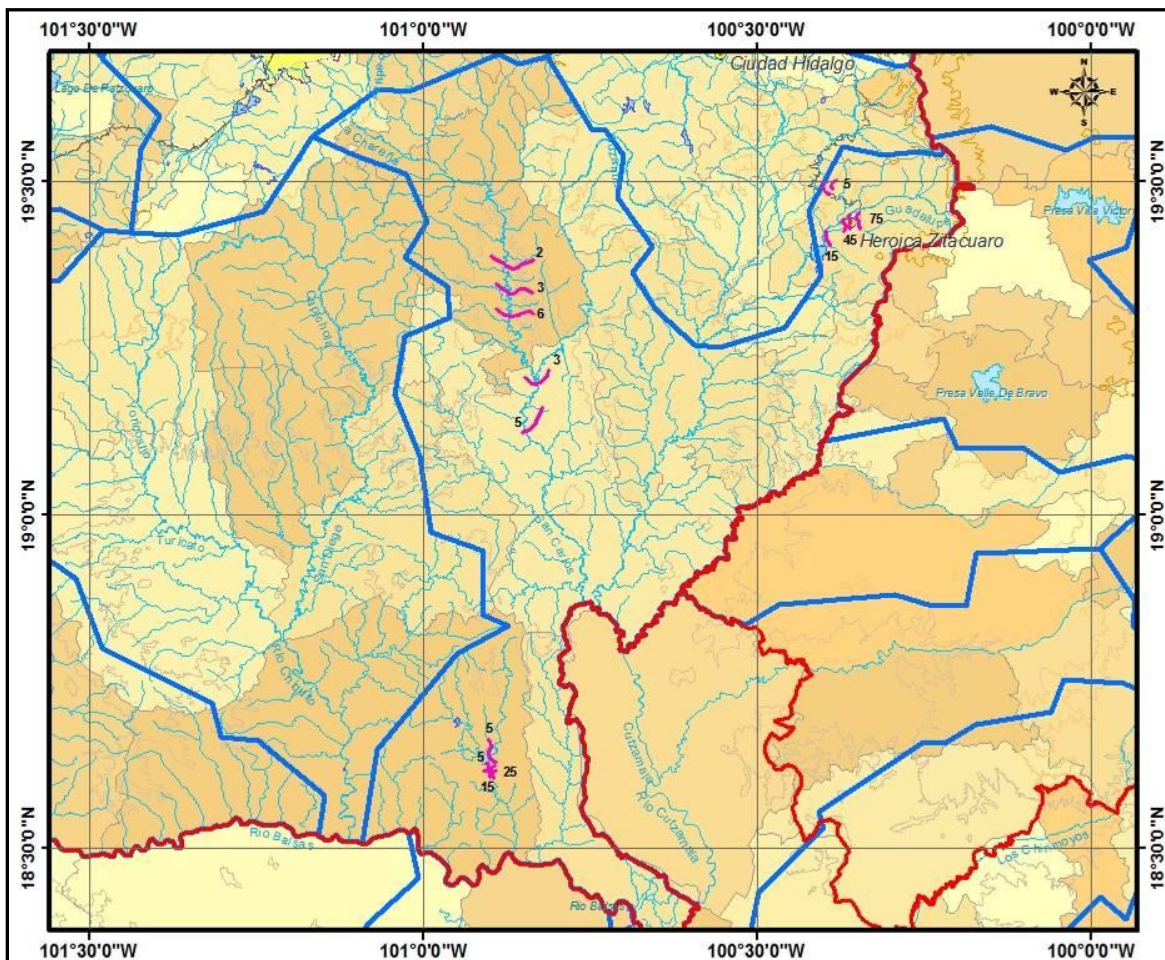 101°30'0"W
101°0'0"W
100°30'0"W
100°0'0"W
Ciudad Hidalgo
N
W
E
S
Lago De Patzcuaro
a Chareña
19°30'0"N
19°30'0"N
5
Presa Villa Victori
Guadalupe
75
45
Heroica Zitacuaro
15
2
3
6
3
Presa Valle De Bravo
5
19°0'0"N
19°0'0"N
San Carlos
Turicato
San Diego
Rio Chiquito
5
5
25
15
Cutzamala
Rio Cutzamala
18°30'0"N
18°30'0"N
Rio Balsas
Los Chirimoyos
Rio Balsas
101°30'0"W
101°0'0"W
100°30'0"W
100°0'0"W